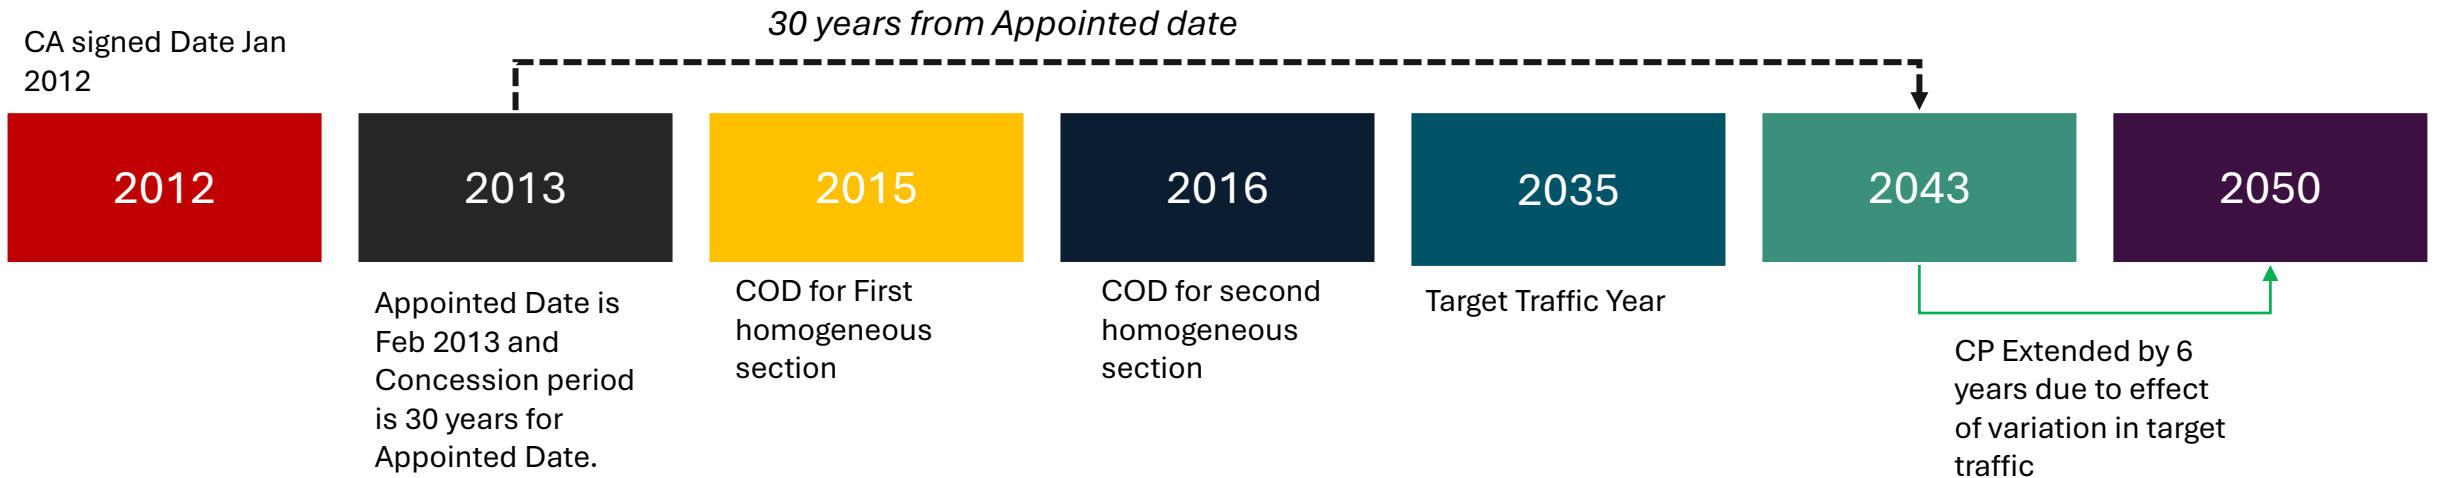 30 years from Appointed date
CA signed Date Jan
2012
2012
2013
2015
2016
2035
2043
2050
Appointed Date is
Feb 2013 and
Concession period
is 30 years for
Appointed Date.
COD for First
homogeneous
section
COD for second
homogeneous
section
Target Traffic Year
CP Extended by 6
years due to effect
of variation in target
traffic